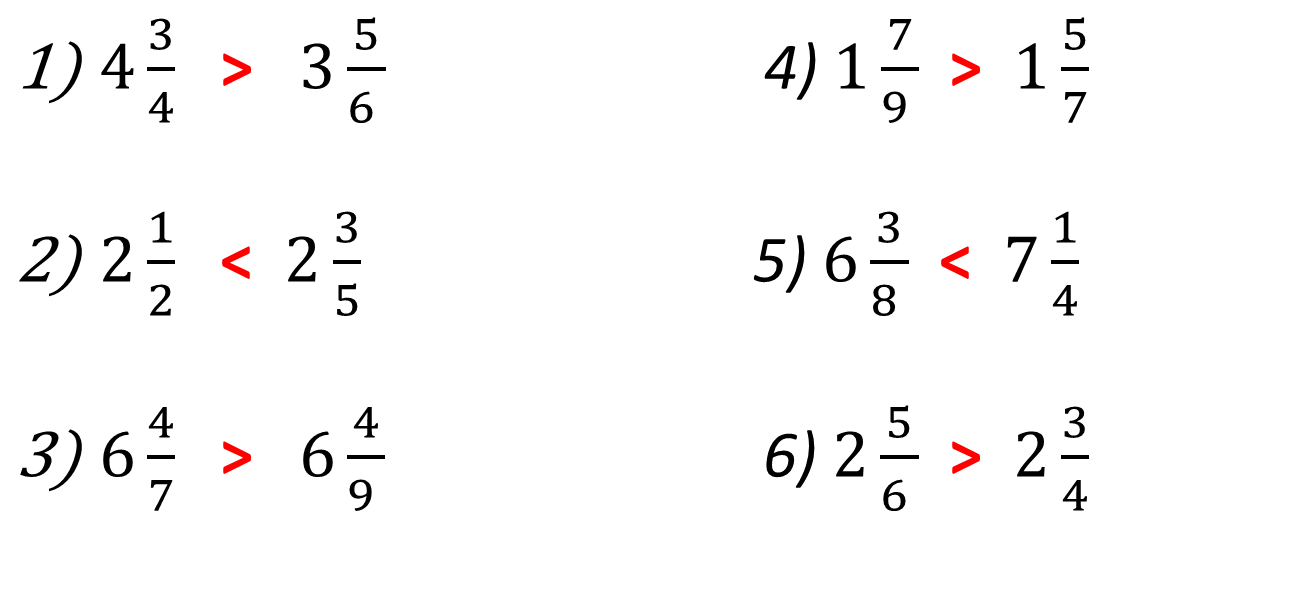 1) 4 3/4 > 3 5/6
4) 1 7/9 > 1 5/7
2) 2 1/2 < 2 3/5
5) 6 3/8 < 7 1/4
3) 6 4/7 > 6 4/9
6) 2 5/6 > 2 3/4